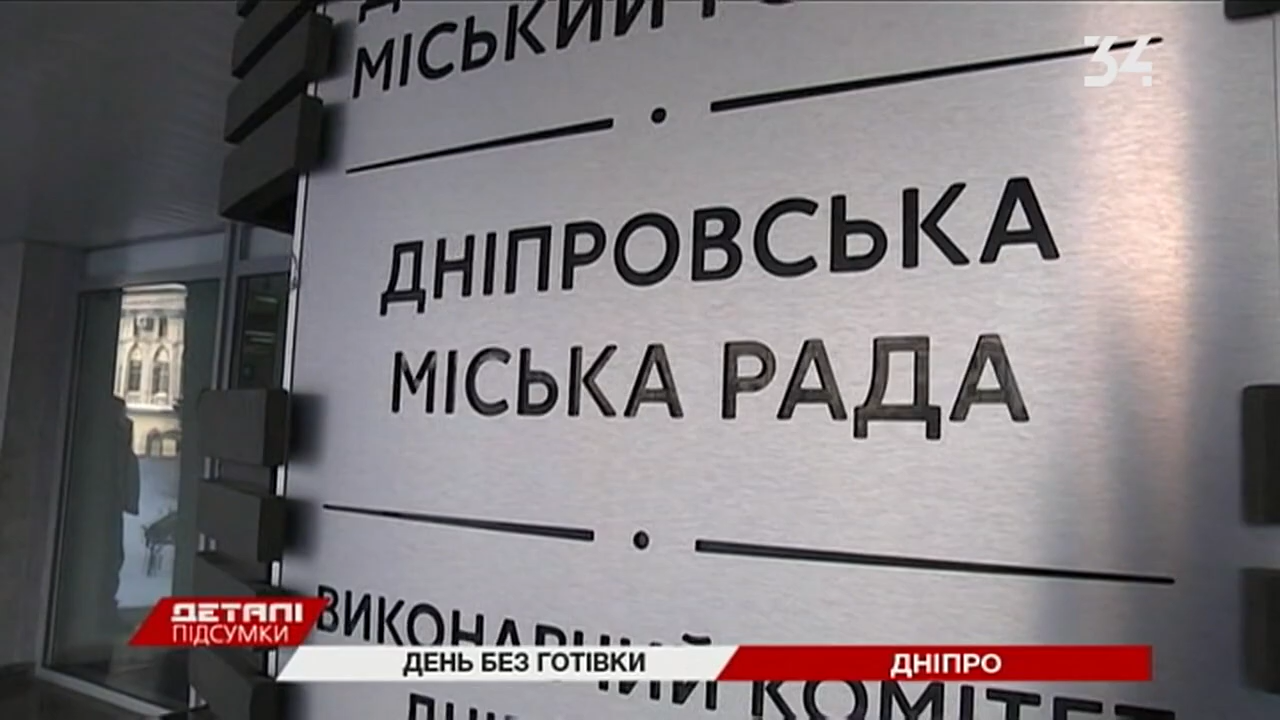 МІСЬКИЙ
34
ДНІПРОВСЬКА
МІСЬКА РАДА
ВИКОНАВЧИЙ КОМІТЕТ
ДЕТАЛІ
ПІДСУМКИ
ДЕНЬ БЕЗ ГОТІВКИ
ДНІПРО